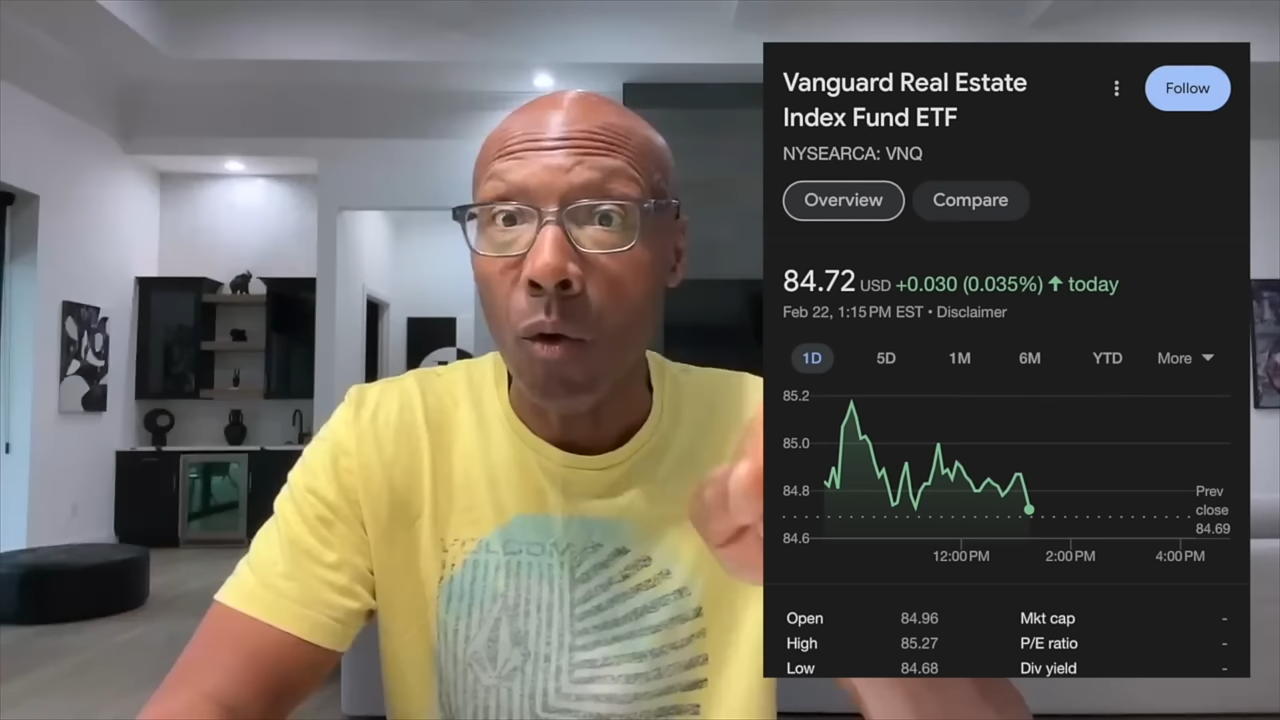 Vanguard Real Estate
Index Fund ETF
Follow
NYSEARCA: VNQ
Overview
Compare
84.72 USD +0.030 (0.035%) ↑ today
Feb 22, 1:15 PM EST • Disclaimer
1D 5D 1M 6M YTD More
85.2
85.0
84.8
84.6
Prev
close
84.69
12:00 PM 2:00 PM 4:00 PM
Open 84.96 Mkt cap -
High 85.27 P/E ratio -
Low 84.68 Div yield -
VOLCOM